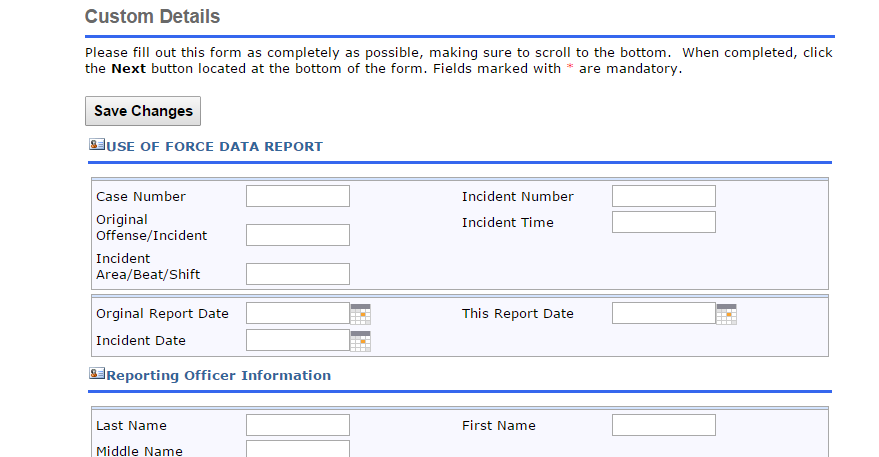 Custom Details
Please fill out this form as completely as possible, making sure to scroll to the bottom.  When completed, click
the Next button located at the bottom of the form. Fields marked with * are mandatory.
Save Changes
USE OF FORCE DATA REPORT
Case Number
Incident Number
Original
Offense/Incident
Incident Time
Incident
Area/Beat/Shift
Orginal Report Date
This Report Date
Incident Date
Reporting Officer Information
Last Name
First Name
Middle Name